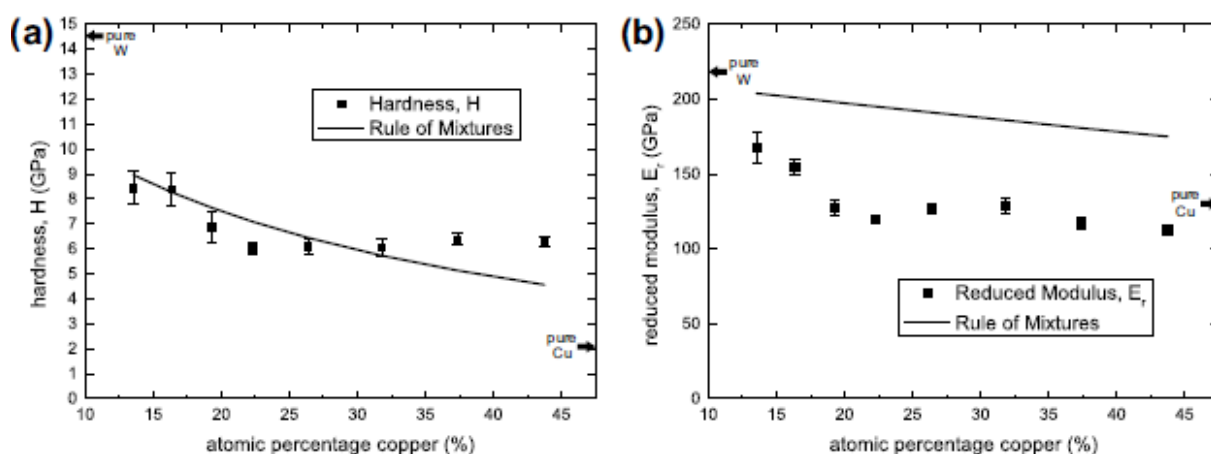 (a)
15
14
13
12
11
10
9
8
7
6
5
4
3
2
1
0
hardness, H (GPa)
pure
W
Hardness, H
Rule of Mixtures
pure
Cu
10 15 20 25 30 35 40 45
atomic percentage copper (%)
(b)
250
200
150
100
50
0
reduced modulus, Er (GPa)
pure
W
pure
Cu
Reduced Modulus, Er
Rule of Mixtures
10 15 20 25 30 35 40 45
atomic percentage copper (%)